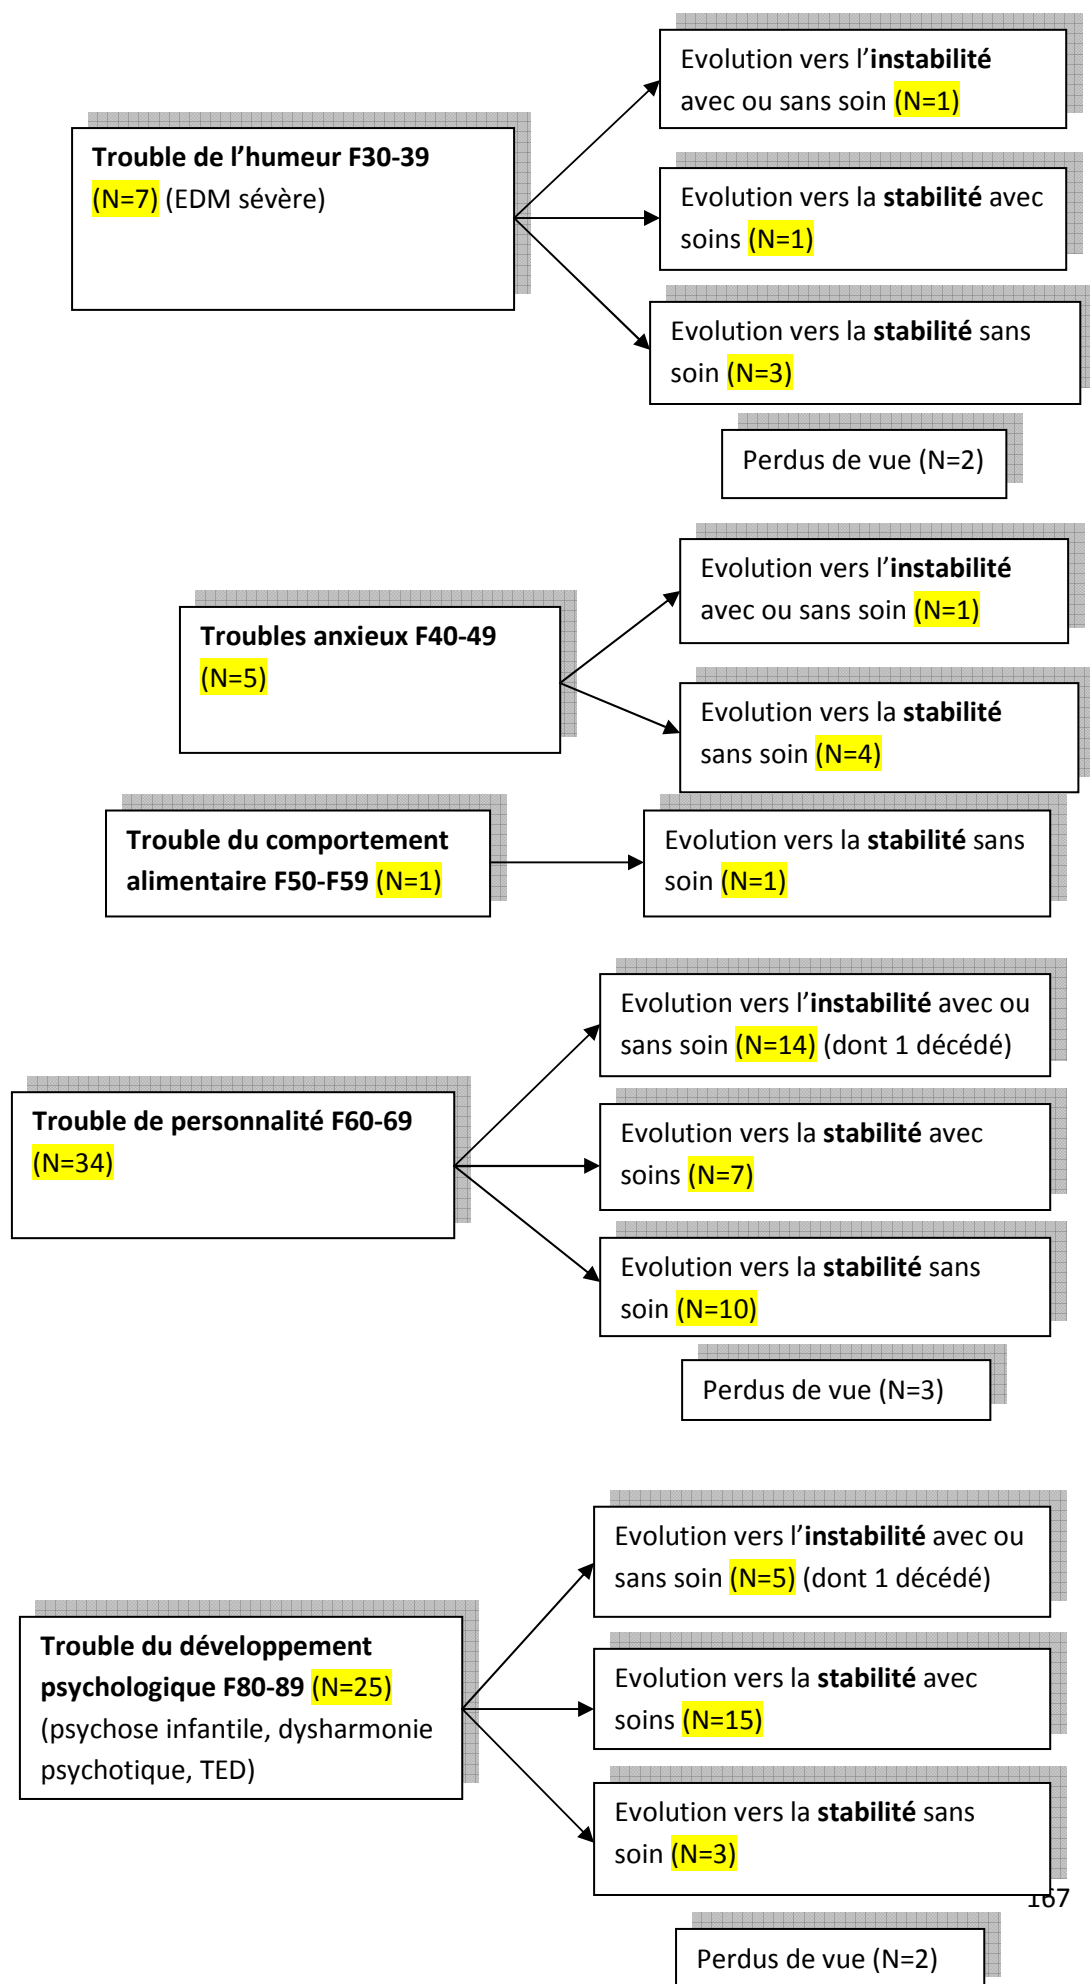 Trouble de l’humeur F30-39
(N=7) (EDM sévère)
Evolution vers l’instabilité
avec ou sans soin (N=1)
Evolution vers la stabilité avec
soins (N=1)
Evolution vers la stabilité sans
soin (N=3)
Perdus de vue (N=2)
Troubles anxieux F40-49
(N=5)
Evolution vers l’instabilité
avec ou sans soin (N=1)
Evolution vers la stabilité
sans soin (N=4)
Trouble du comportement
alimentaire F50-F59 (N=1)
Evolution vers la stabilité sans
soin (N=1)
Trouble de personnalité F60-69
(N=34)
Evolution vers l’instabilité avec ou
sans soin (N=14) (dont 1 décédé)
Evolution vers la stabilité avec
soins (N=7)
Evolution vers la stabilité sans
soin (N=10)
Perdus de vue (N=3)
Trouble du développement
psychologique F80-89 (N=25)
(psychose infantile, dysharmonie
psychotique, TED)
Evolution vers l’instabilité avec ou
sans soin (N=5) (dont 1 décédé)
Evolution vers la stabilité avec
soins (N=15)
Evolution vers la stabilité sans
soin (N=3)
167
Perdus de vue (N=2)